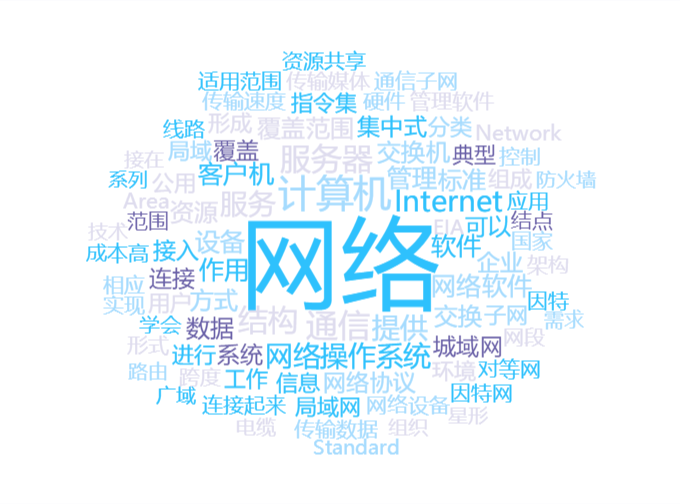 资源共享
适用范围 传输媒体 通信子网
传输速度 指令集 硬件 管理软件
线路 形成 覆盖范围 集中式 分类 Network
接在 局域 覆盖 服务器 交换机 典型 控制
系列 公用 客户机 计算机 管理 标准 组成 防火墙
Area 资源 服务 Internet 应用
范围 EIA 可以 结点
技术 设备 网络 软件 国家
成本高 接入 作用 企业 架构
相应 连接 网络软件 因特
实现 用户 方式 结构 通信 提供 交换 子网 需求
学会 数据 城域网 网段
形式 进行 系统 网络操作系统 环境 对等网
路由 跨度 工作 信息 网络协议 因特网
广域 连接起来 局域网 网络设备 星形
电缆 传输数据 组织
Standard